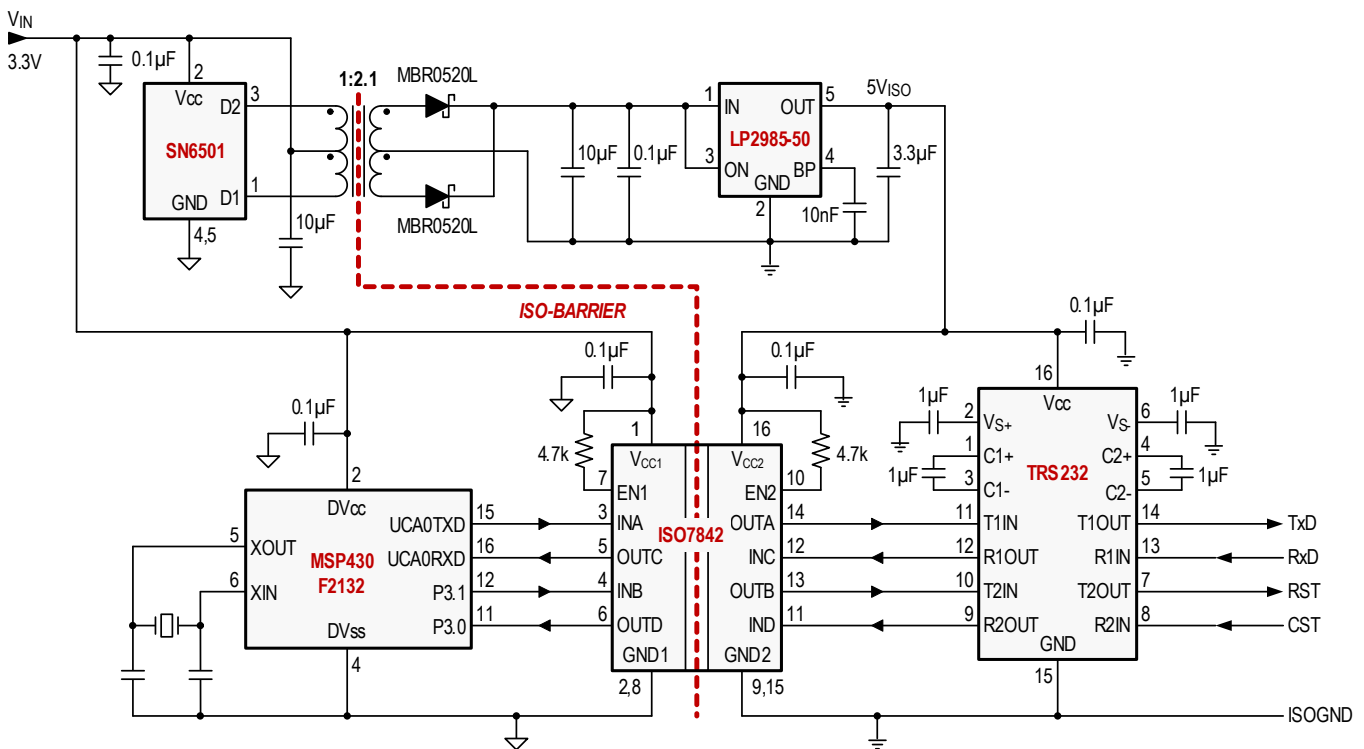 VIN
3.3V
0.1µF
2
Vcc
D2
3
SN6501
D1
1
GND
4,5
10µF
1:2.1
MBR0520L
MBR0520L
10µF
0.1µF
1
IN
OUT
5
LP2985-50
3
ON
BP
4
GND
2
10nF
5VISO
3.3µF
ISO-BARRIER
0.1µF
0.1µF
0.1µF
0.1µF
1
16
4.7k
VCC1
VCC2
4.7k
7
EN1
EN2
10
ISO7842
3
INA
OUTA
14
5
OUTC
INC
12
4
INB
OUTB
13
6
OUTD
IND
11
GND1
GND2
2,8
9,15
2
DVcc
5
XOUT
UCA0TXD
15
6
XIN
UCA0RXD
16
MSP430
F2132
P3.1
12
P3.0
11
DVss
4
16
Vcc
1µF
2
VS+
VS-
6
1µF
1
C1+
C2+
4
1µF
TRS232
1µF
3
C1-
C2-
5
11
T1IN
T1OUT
14
TxD
12
R1OUT
R1IN
13
RxD
10
T2IN
T2OUT
7
RST
9
R2OUT
R2IN
8
CST
GND
15
ISOGND